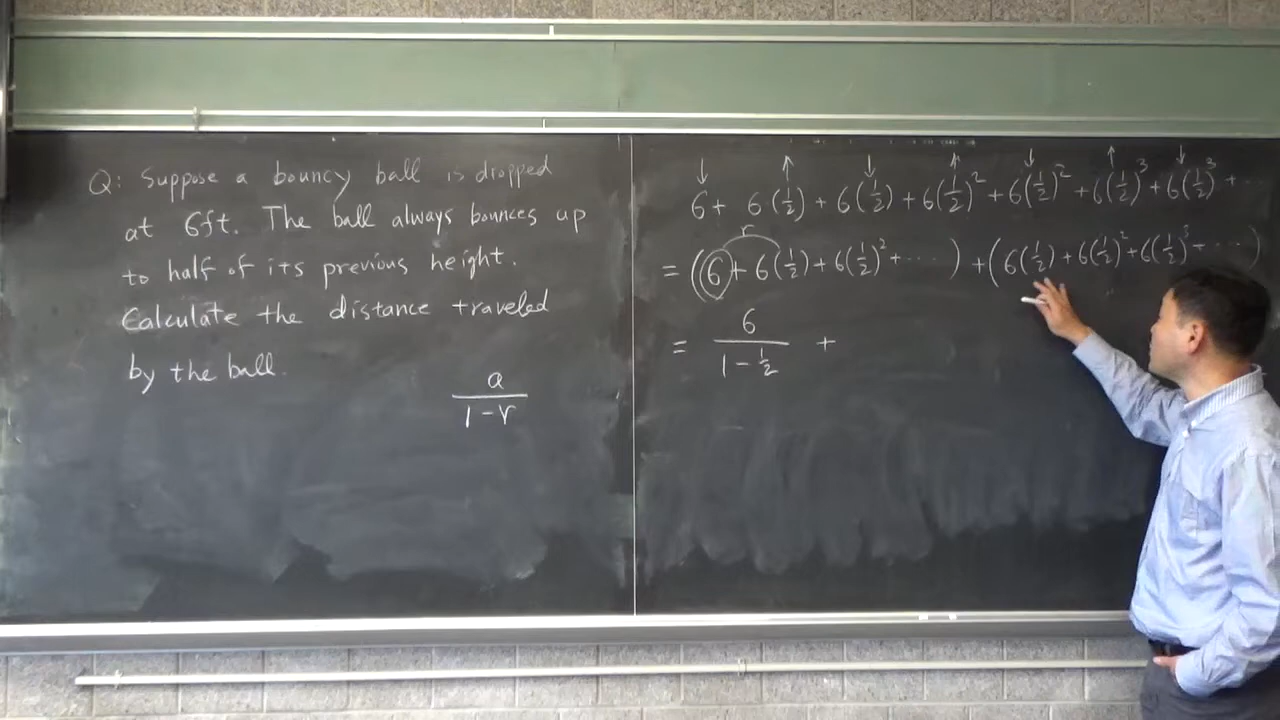 Q: Suppose a bouncy ball is dropped
at 6ft. The ball always bounces up
to half of its previous height.
Calculate the distance traveled
by the ball.
a
1-r
↓ ↑ ↓ ↑ ↓ ↑ ↓
6 + 6(1/2) + 6(1/2) + 6(1/2)^2 + 6(1/2)^2 + 6(1/2)^3 + 6(1/2)^3 + ...
r
= (6 + 6(1/2) + 6(1/2)^2 + ....) + (6(1/2) + 6(1/2)^2 + 6(1/2)^3 + ....)
= 6/(1 - 1/2) +